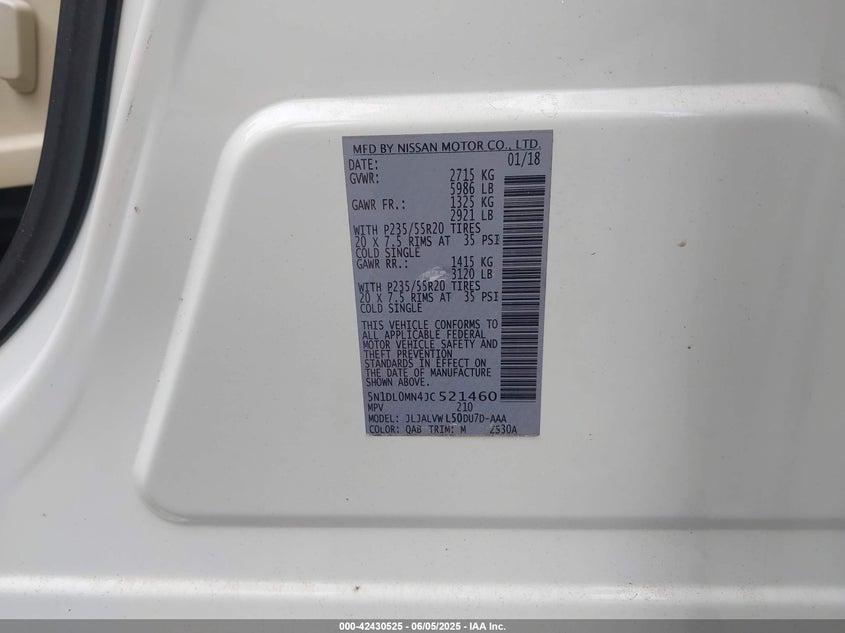 MFD BY NISSAN MOTOR CO., LTD.
DATE: 01/18
GVWR: 2715 KG
5986 LB
GAWR FR.: 1325 KG
2921 LB
WITH P235/55R20 TIRES
20 X 7.5 RIMS AT 35 PSI
COLD SINGLE
GAWR RR.: 1415 KG
3120 LB
WITH P235/55R20 TIRES
20 X 7.5 RIMS AT 35 PSI
COLD SINGLE
THIS VEHICLE CONFORMS TO
ALL APPLICABLE FEDERAL
MOTOR VEHICLE SAFETY AND
THEFT PREVENTION
STANDARDS IN EFFECT ON
THE DATE OF MANUFACTURE
SHOWN ABOVE.
5N1DL0MN4JC521460
MPV 210
MODEL: JLJALVWL50DU7D-AAA
COLOR: QAB TRIM: M 2530A
000-42430525 - 06/05/2025 - IAA Inc.